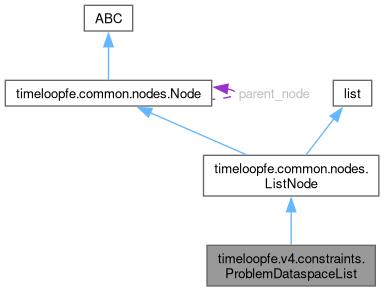 ABC
timeloopfe.common.nodes.Node
parent_node
list
timeloopfe.common.nodes.
ListNode
timeloopfe.v4.constraints.
ProblemDataspaceList